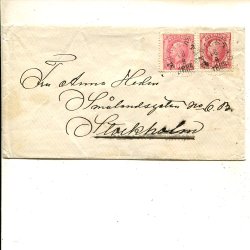 Fru Anna Hedin
Smålandsgatan No 6. B.
Stockholm